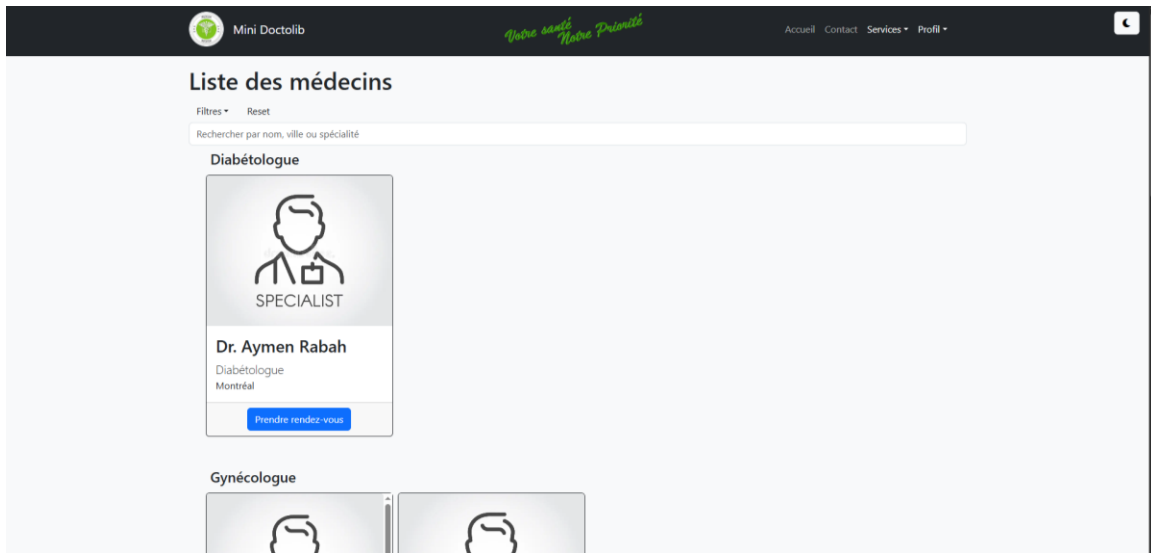 Mini Doctolib
Votre santé
Notre Priorité
Accueil Contact Services Profil
Liste des médecins
Filtres Reset
Rechercher par nom, ville ou spécialité
Diabétologue
SPECIALIST
Dr. Aymen Rabah
Diabétologue
Montréal
Prendre rendez-vous
Gynécologue